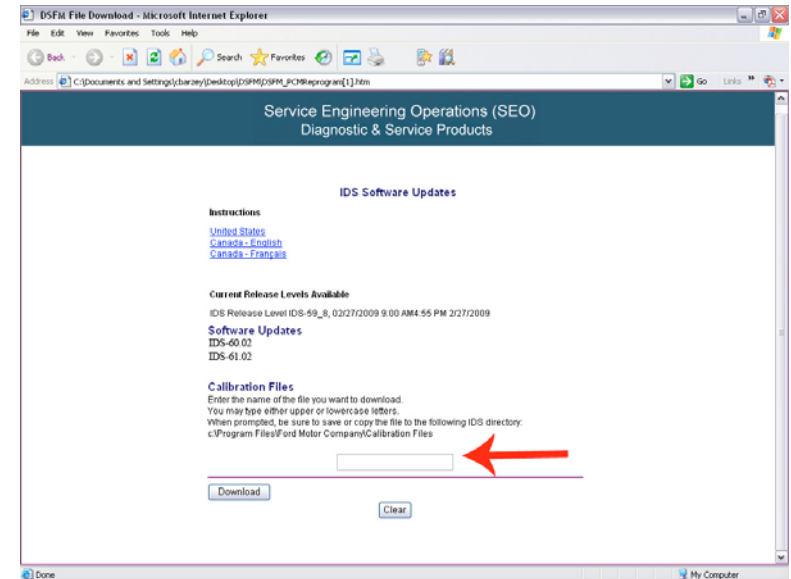 DSFM File Download - Microsoft Internet Explorer
File Edit View Favorites Tools Help
Back Search Favorites
Address C:\Documents and Settings\cbarzey\Desktop\DSFM\DSFM_PCMReprogram[1].htm Go Links »
Service Engineering Operations (SEO)
Diagnostic & Service Products
IDS Software Updates
Instructions
United States
Canada - English
Canada - Français
Current Release Levels Available
IDS Release Level IDS-59_8, 02/27/2009 9:00 AM4:55 PM 2/27/2009
Software Updates
IDS-60.02
IDS-61.02
Calibration Files
Enter the name of the file you want to download.
You may type either upper or lowercase letters.
When prompted, be sure to save or copy the file to the following IDS directory:
c:\Program Files\Ford Motor Company\Calibration Files
Download
Clear
Done My Computer